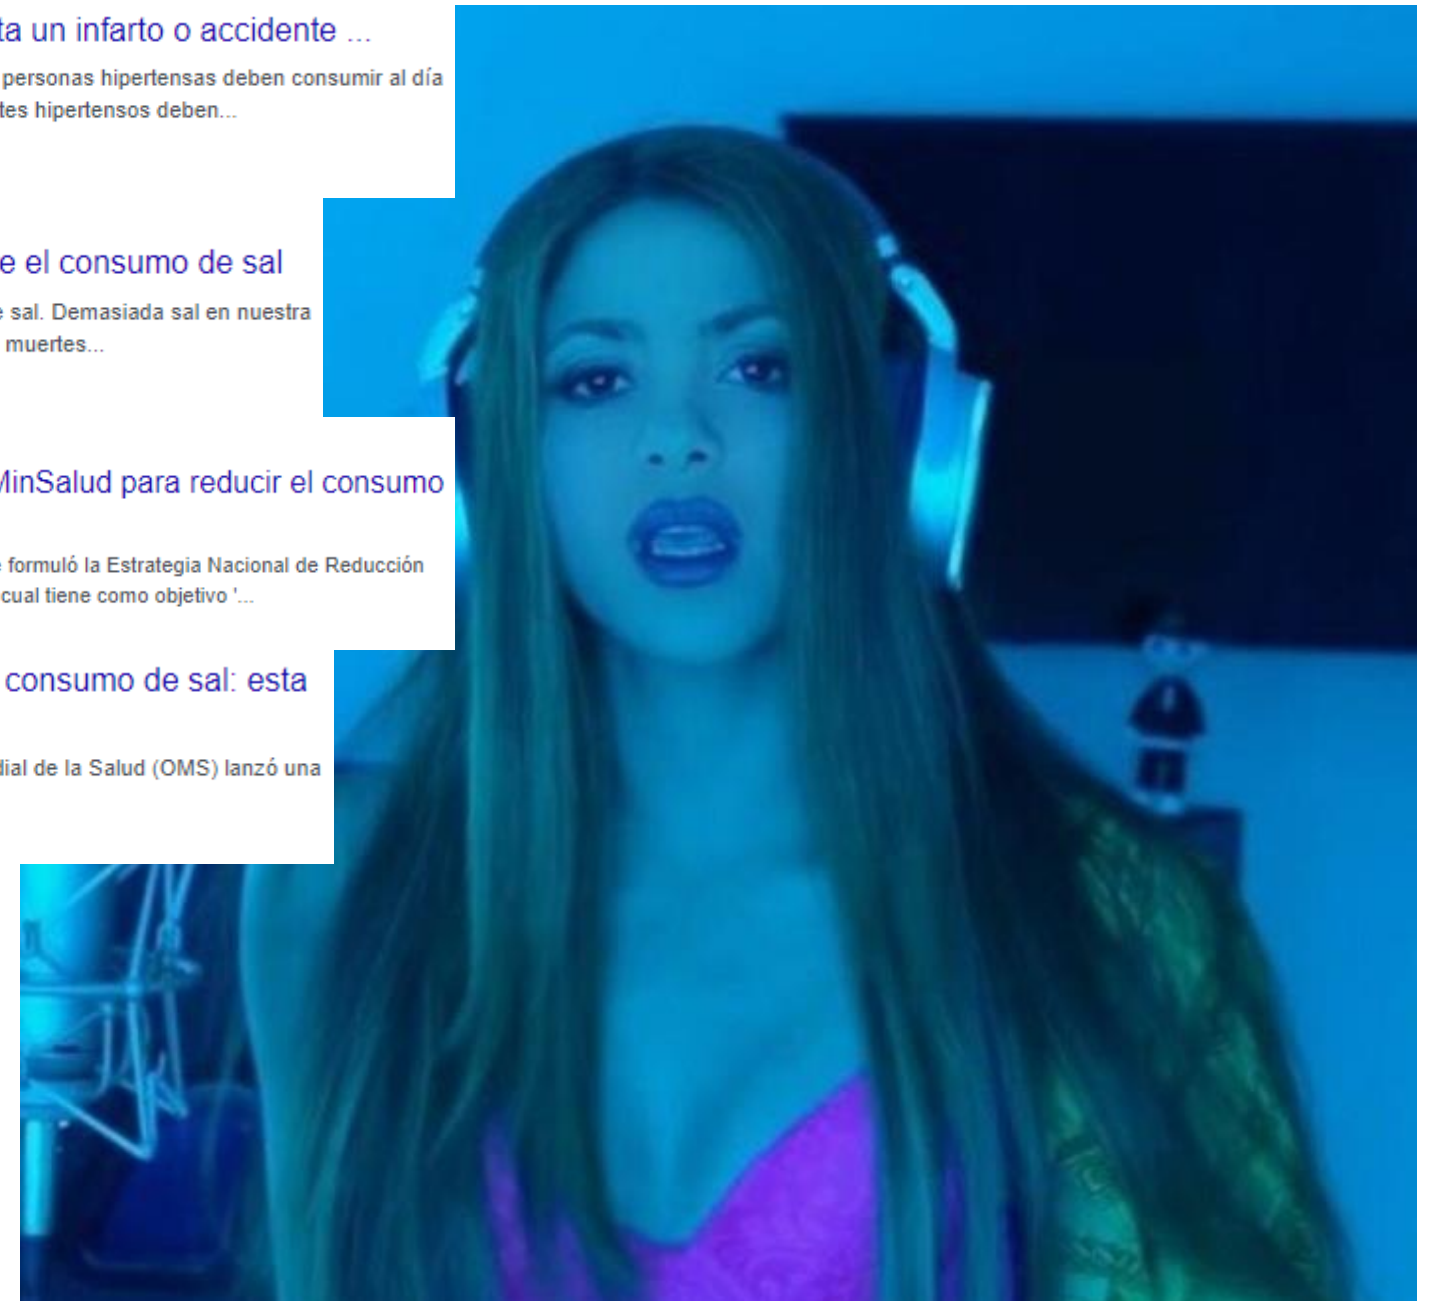 ta un infarto o accidente ...
personas hipertensas deben consumir al día
tes hipertensos deben...
e el consumo de sal
e sal. Demasiada sal en nuestra
muertes...
MinSalud para reducir el consumo
e formuló la Estrategia Nacional de Reducción
cual tiene como objetivo '...
consumo de sal: esta
dial de la Salud (OMS) lanzó una